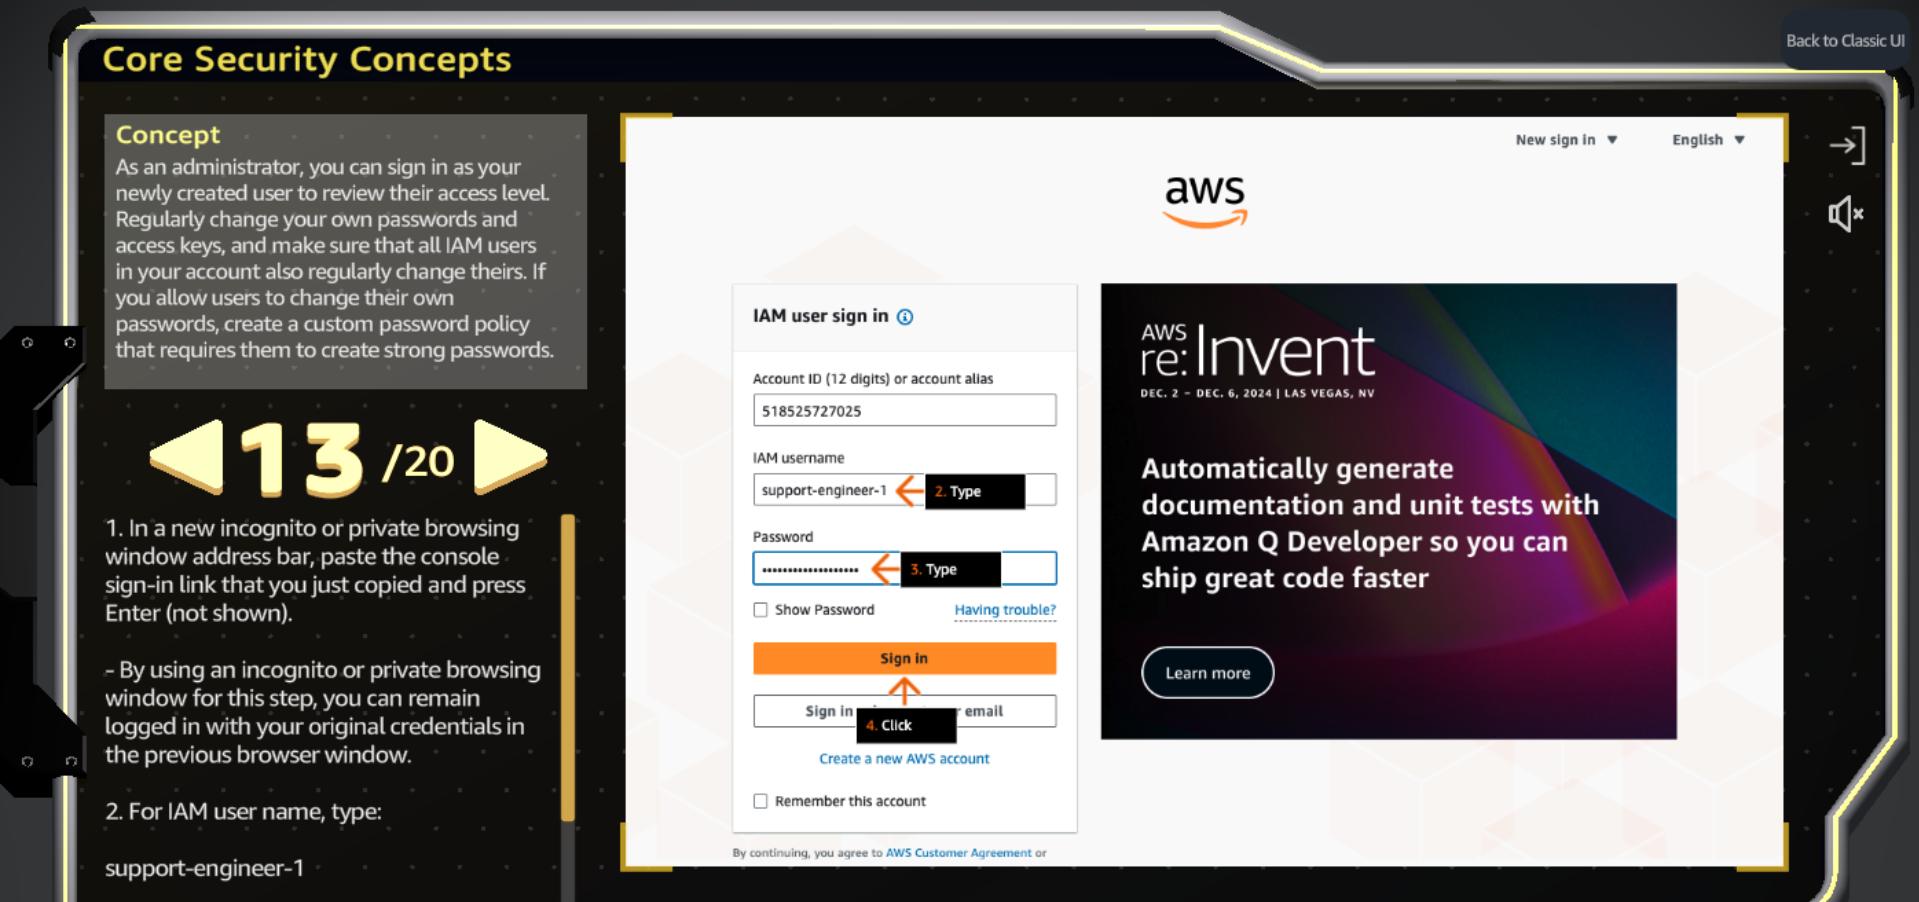 Back to Classic UI
Core Security Concepts
Concept
As an administrator, you can sign in as your
newly created user to review their access level.
Regularly change your own passwords and
access keys, and make sure that all IAM users
in your account also regularly change theirs. If
you allow users to change their own
passwords, create a custom password policy
that requires them to create strong passwords.
13 /20
1. In a new incognito or private browsing
window address bar, paste the console
sign-in link that you just copied and press
Enter (not shown).
- By using an incognito or private browsing
window for this step, you can remain
logged in with your original credentials in
the previous browser window.
2. For IAM user name, type:
support-engineer-1
New sign in
English
aws
IAM user sign in
Account ID (12 digits) or account alias
518525727025
IAM username
support-engineer-1
2. Type
Password
3. Type
Show Password
Having trouble?
Sign in
Sign in email
4. Click
Create a new AWS account
Remember this account
By continuing, you agree to AWS Customer Agreement or
AWS
re:Invent
DEC. 2 – DEC. 6, 2024 | LAS VEGAS, NV
Automatically generate
documentation and unit tests with
Amazon Q Developer so you can
ship great code faster
Learn more